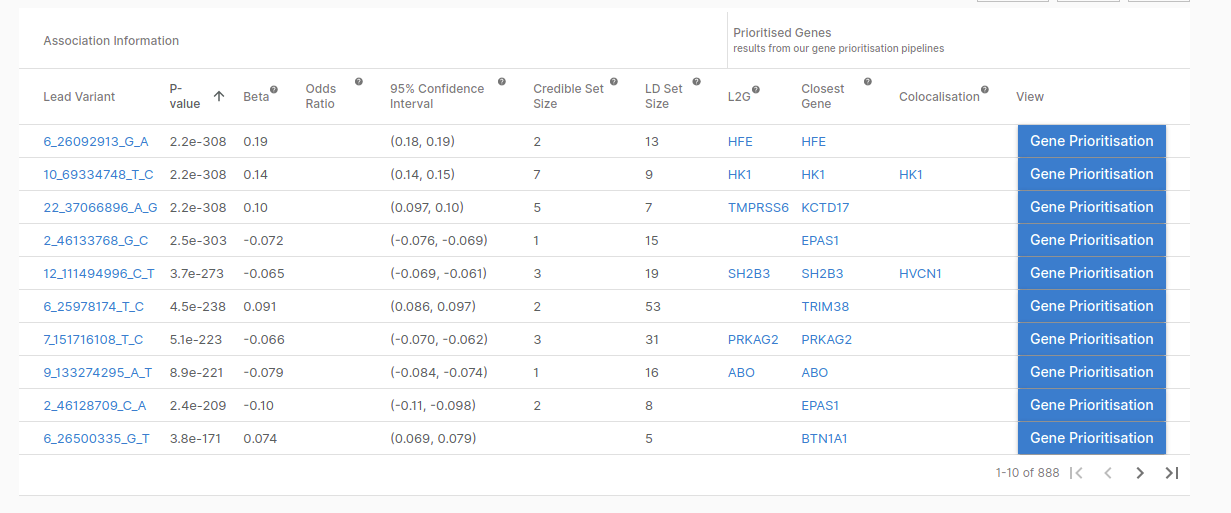 Association Information
Prioritised Genes
results from our gene prioritisation pipelines
Lead Variant P-value Beta Odds Ratio 95% Confidence Interval Credible Set Size LD Set Size L2G Closest Gene Colocalisation View
6_26092913_G_A 2.2e-308 0.19 (0.18, 0.19) 2 13 HFE HFE Gene Prioritisation
10_69334748_T_C 2.2e-308 0.14 (0.14, 0.15) 7 9 HK1 HK1 HK1 Gene Prioritisation
22_37066896_A_G 2.2e-308 0.10 (0.097, 0.10) 5 7 TMPRSS6 KCTD17 Gene Prioritisation
2_46133768_G_C 2.5e-303 -0.072 (-0.076, -0.069) 1 15 EPAS1 Gene Prioritisation
12_111494996_C_T 3.7e-273 -0.065 (-0.069, -0.061) 3 19 SH2B3 SH2B3 HVCN1 Gene Prioritisation
6_25978174_T_C 4.5e-238 0.091 (0.086, 0.097) 2 53 TRIM38 Gene Prioritisation
7_151716108_T_C 5.1e-223 -0.066 (-0.070, -0.062) 3 31 PRKAG2 PRKAG2 Gene Prioritisation
9_133274295_A_T 8.9e-221 -0.079 (-0.084, -0.074) 1 16 ABO ABO Gene Prioritisation
2_46128709_C_A 2.4e-209 -0.10 (-0.11, -0.098) 2 8 EPAS1 Gene Prioritisation
6_26500335_G_T 3.8e-171 0.074 (0.069, 0.079) 5 BTN1A1 Gene Prioritisation
1-10 of 888